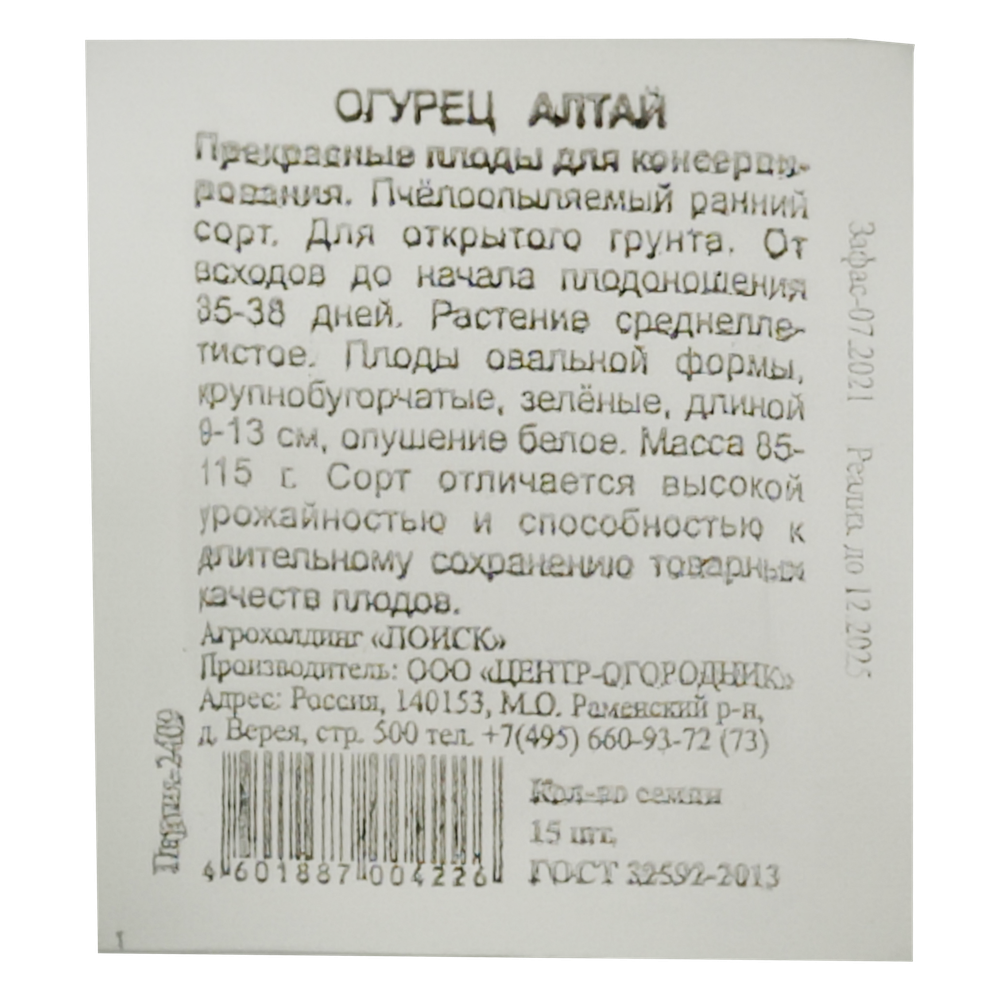 ОГУРЕЦ АЛТАЙ
Прекрасные плоды для консерви-
рования. Пчёлоопыляемый ранний
сорт. Для открытого грунта. От
всходов до начала плодоношения
35-38 дней. Растение среднепле-
тистое. Плоды овальной формы,
крупнобугорчатые, зелёные, длиной
9-13 см, опушение белое. Масса 85-
115 г. Сорт отличается высокой
урожайностью и способностью к
длительному сохранению товарных
качеств плодов.
Агрохолдинг «ПОИСК»
Производитель: ООО «ЦЕНТР-ОГОРОДНИК»
Адрес: Россия, 140153, М.О. Раменский р-н,
д. Верея, стр. 500 тел. +7(495) 660-93-72 (73)
Кол-во семян
15 шт.
ГОСТ 32592-2013
4 601887 004226
Партия-2409
Зафас-07.2021 Реализ. до 12.2025